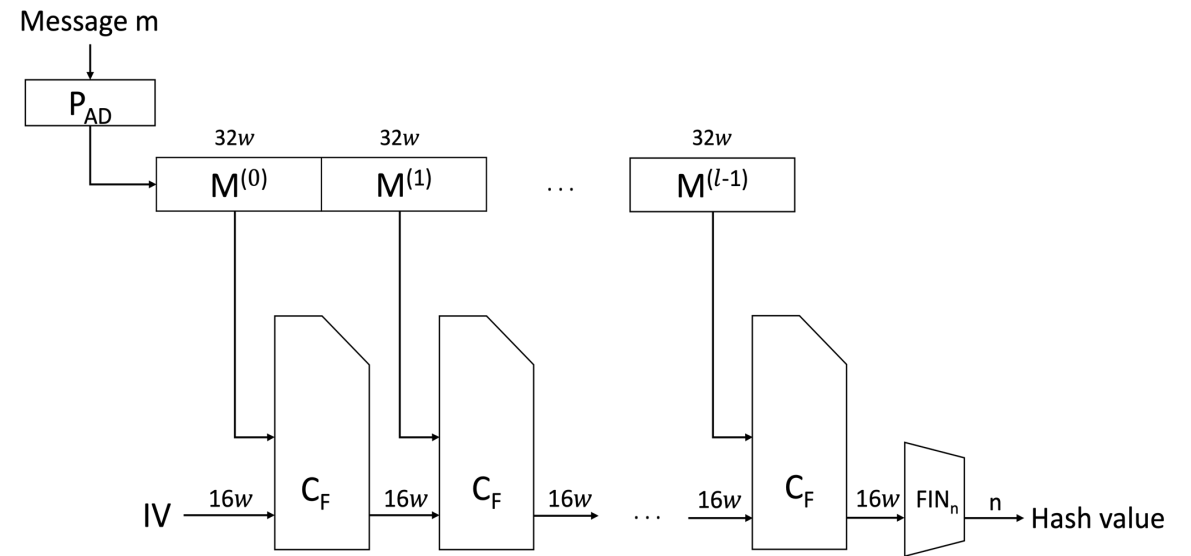 Message m
P_AD
32w 32w 32w
M^(0) M^(1) ... M^(l-1)
C_F C_F C_F
IV 16w 16w 16w ... 16w 16w FIN_n n Hash value